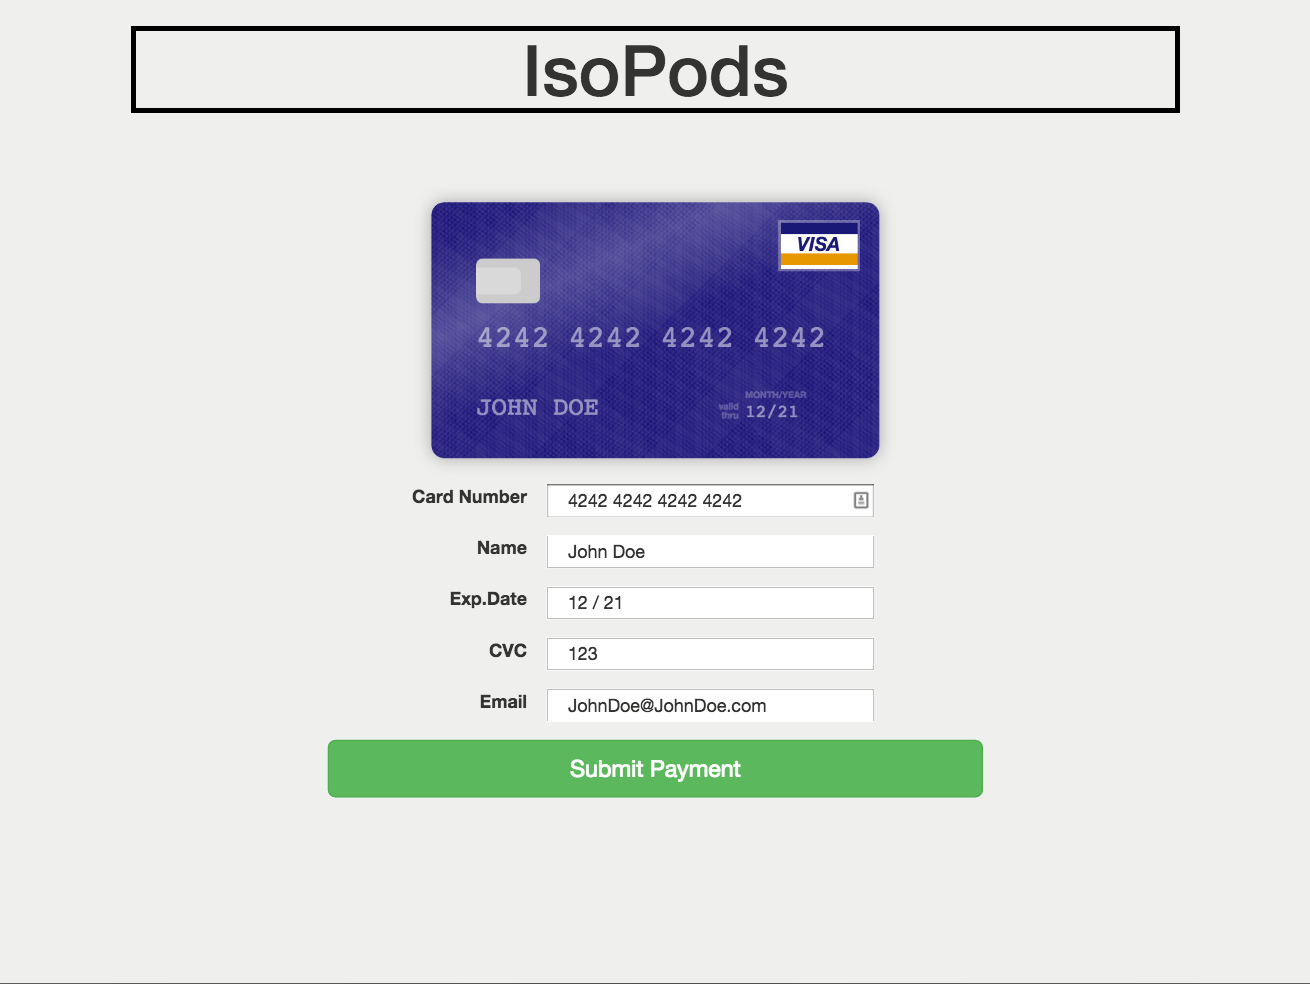 IsoPods
VISA
4242 4242 4242 4242
MONTH/YEAR
JOHN DOE valid thru 12/21
Card Number 4242 4242 4242 4242
Name John Doe
Exp.Date 12 / 21
CVC 123
Email JohnDoe@JohnDoe.com
Submit Payment